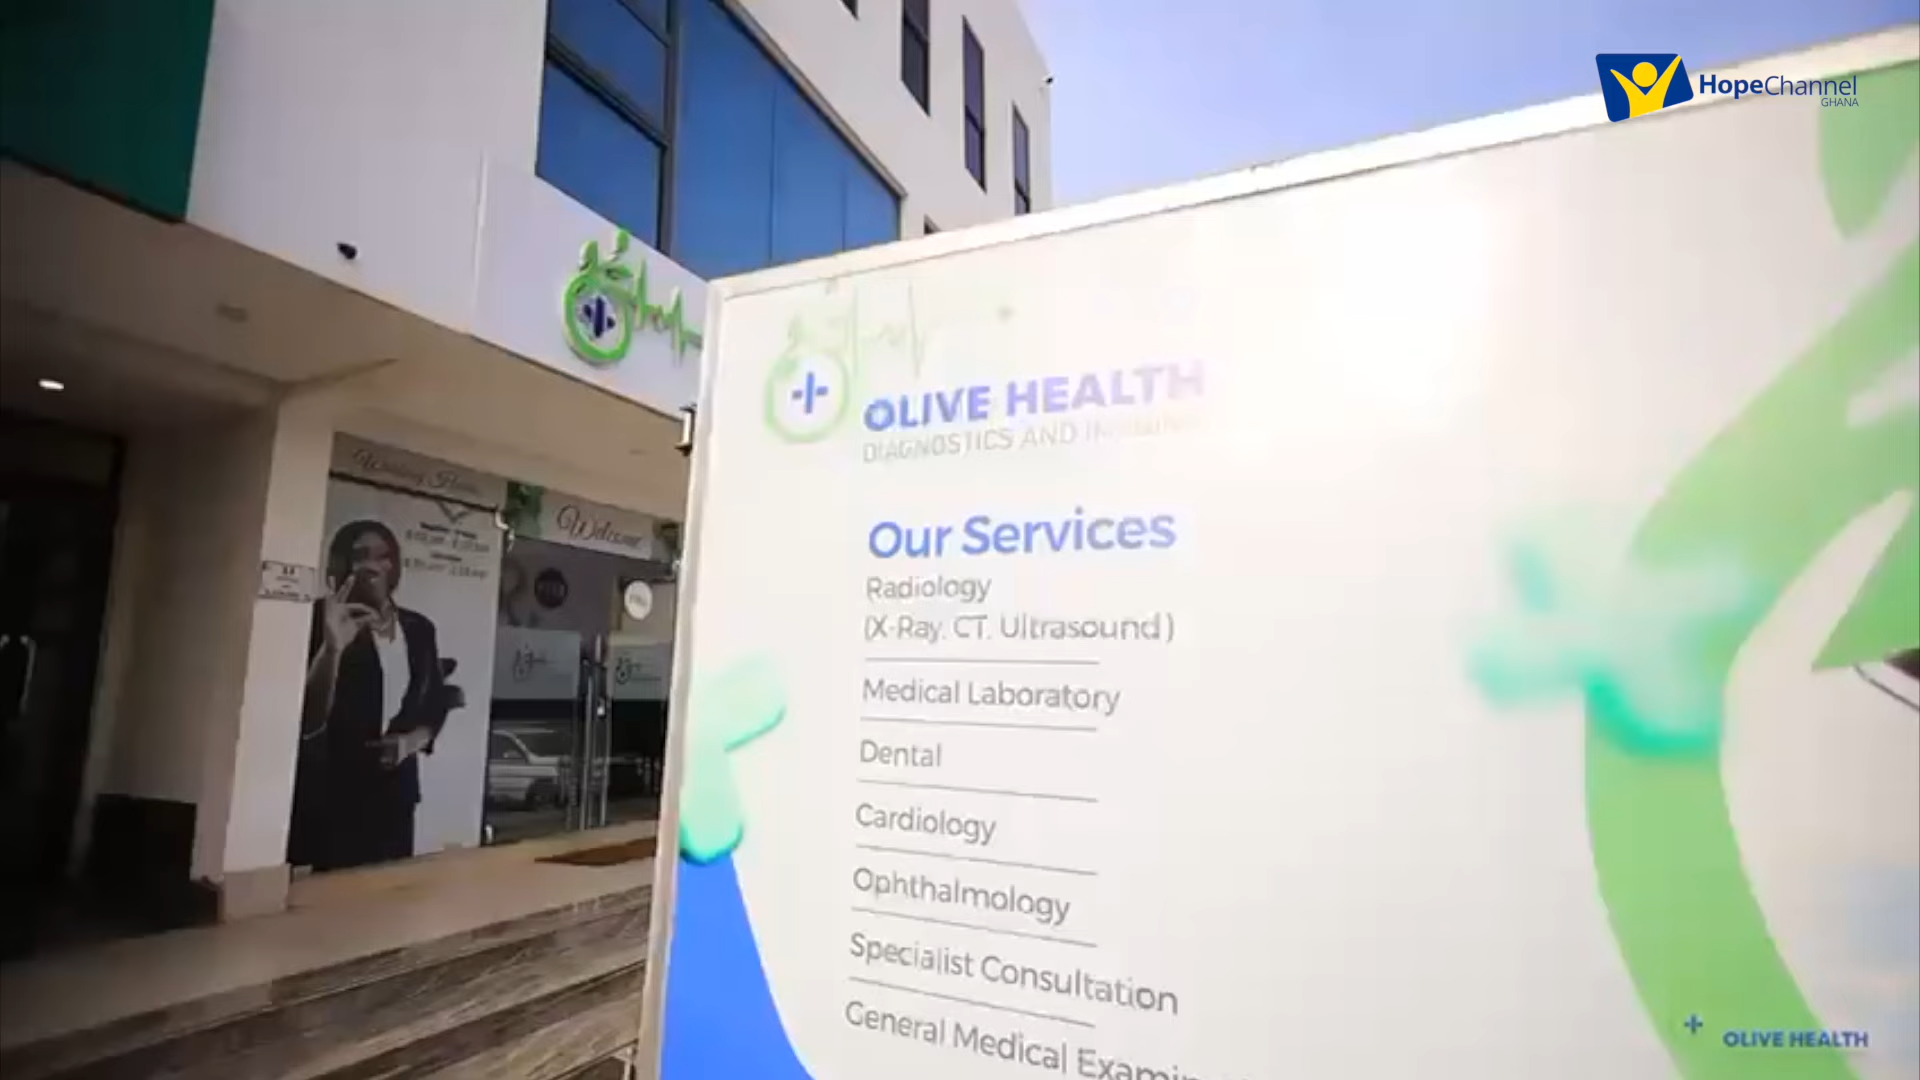 HopeChannel
GHANA
OLIVE HEALTH
DIAGNOSTICS AND
Our Services
Radiology
(X-Ray, CT, Ultrasound)
Medical Laboratory
Dental
Cardiology
Ophthalmology
Specialist Consultation
General Medical
Welcome
OLIVE HEALTH